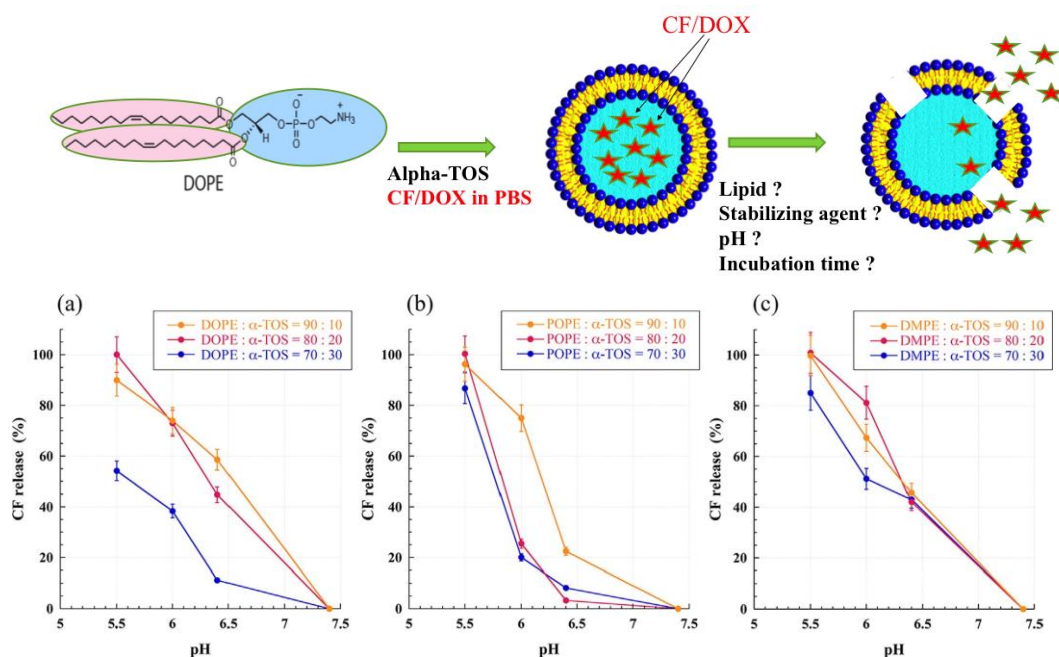 CF/DOX
O
O
O
O
P
O⁻
O
O
H
NH₃⁺
DOPE
Alpha-TOS
CF/DOX in PBS
Lipid ?
Stabilizing agent ?
pH ?
Incubation time ?
(a)
DOPE : α-TOS = 90 : 10
DOPE : α-TOS = 80 : 20
DOPE : α-TOS = 70 : 30
CF release (%)
100
80
60
40
20
0
5
5.5
6
6.5
7
7.5
pH
(b)
POPE : α-TOS = 90 : 10
POPE : α-TOS = 80 : 20
POPE : α-TOS = 70 : 30
CF release (%)
100
80
60
40
20
0
5
5.5
6
6.5
7
7.5
pH
(c)
DMPE : α-TOS = 90 : 10
DMPE : α-TOS = 80 : 20
DMPE : α-TOS = 70 : 30
CF release (%)
100
80
60
40
20
0
5
5.5
6
6.5
7
7.5
pH